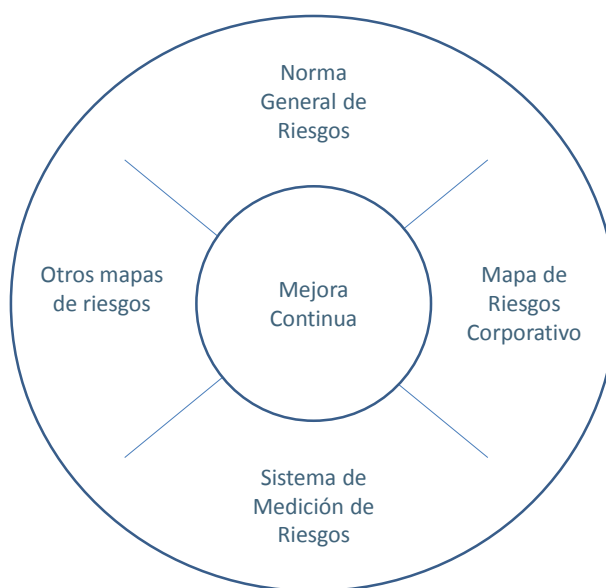 Norma
General de
Riesgos
Otros mapas
de riesgos
Mejora
Continua
Mapa de
Riesgos
Corporativo
Sistema de
Medición de
Riesgos